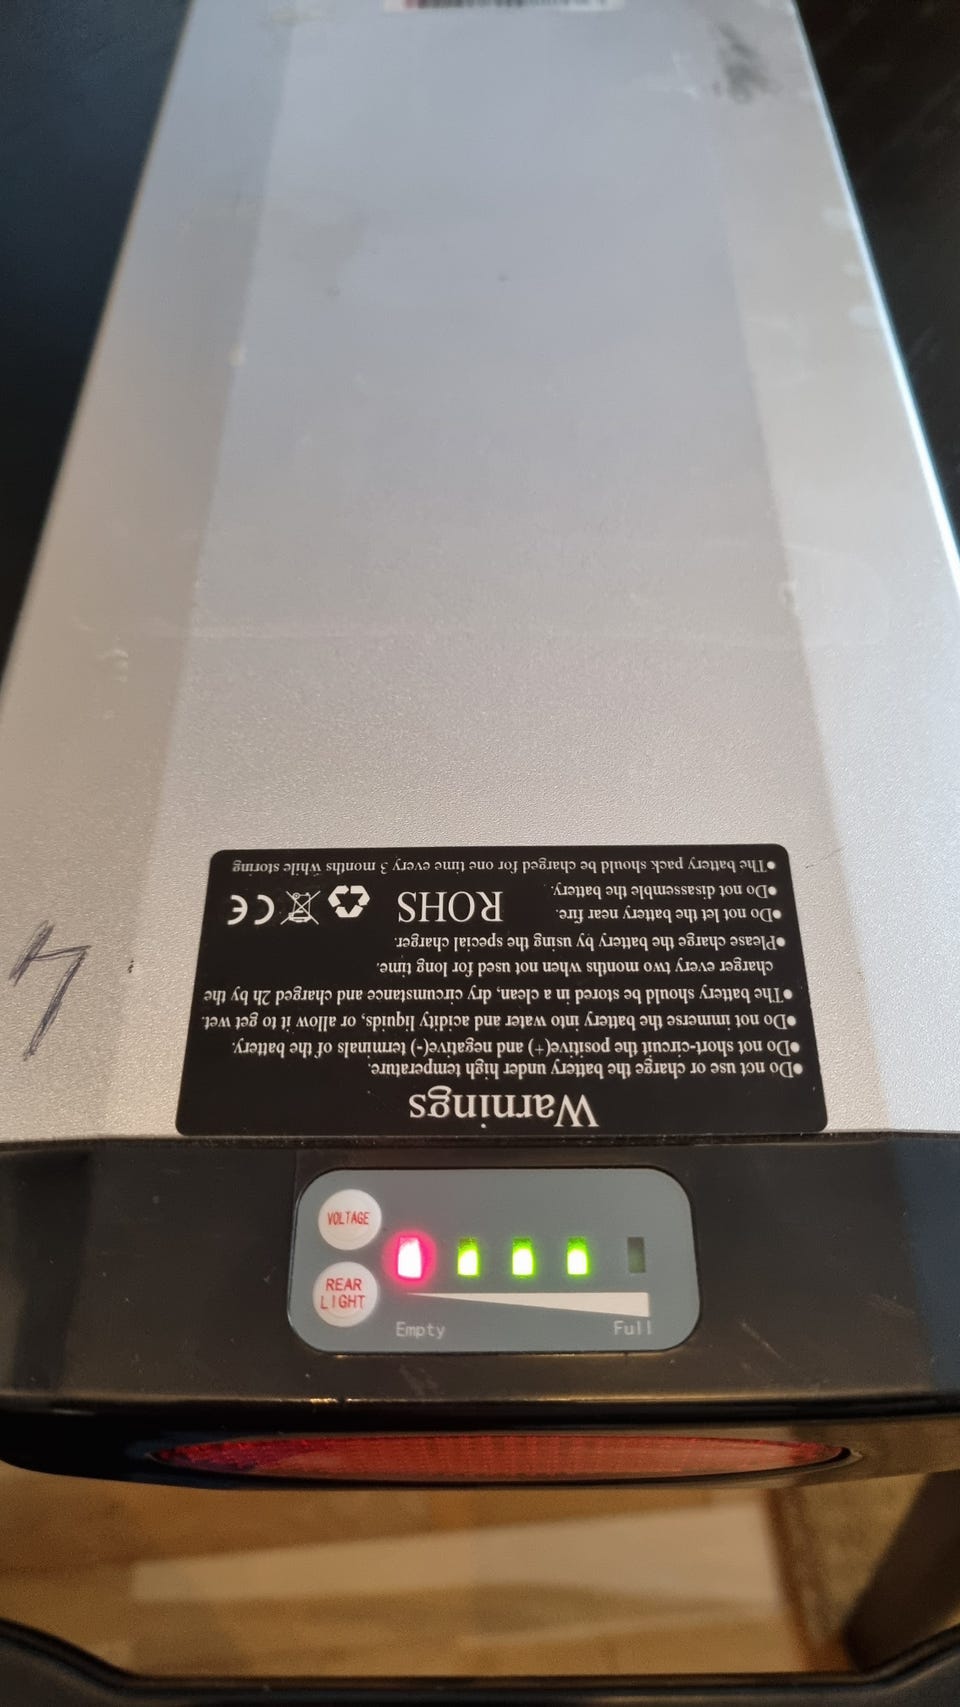 Warnings
●Do not use or charge the battery under high temperature.
●Do not short-circuit the positive(+) and negative(-) terminals of the battery.
●Do not immerse the battery into water and acidity liquids, or allow it to get wet.
●The battery should be stored in a clean, dry circumstance and charged 2h by the
charger every two months when not used for long time.
●Please charge the battery by using the special charger.
●Do not let the battery near fire.
●Do not disassemble the battery.
ROHS
CE
●The battery pack should be charged for one time every 3 months while storing
VOLTAGE
REAR
LIGHT
Empty
Full